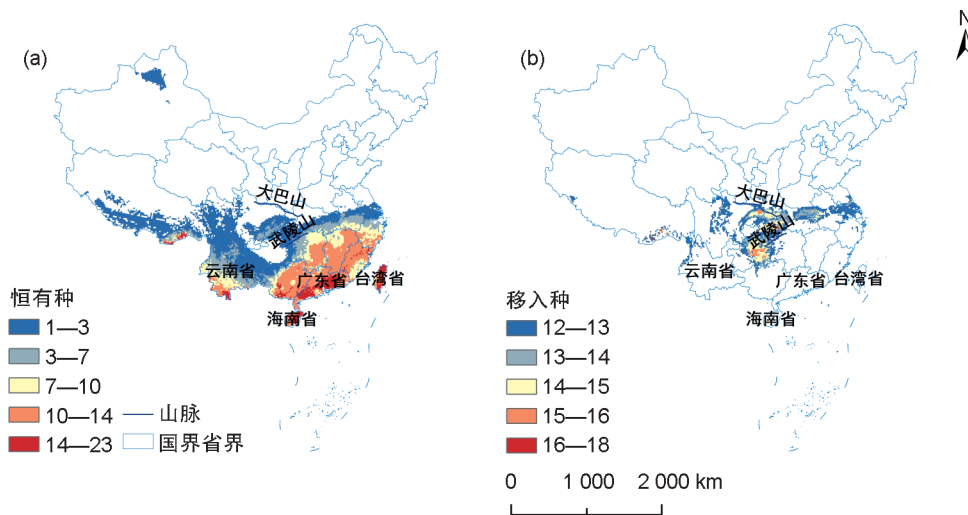 (a)
大巴山
武陵山
云南省
广东省
台湾省
海南省
恒有种
1—3
3—7
7—10
10—14
14—23
山脉
国界省界
(b)
N
大巴山
武陵山
云南省
广东省
台湾省
海南省
移入种
12—13
13—14
14—15
15—16
16—18
0 1 000 2 000 km